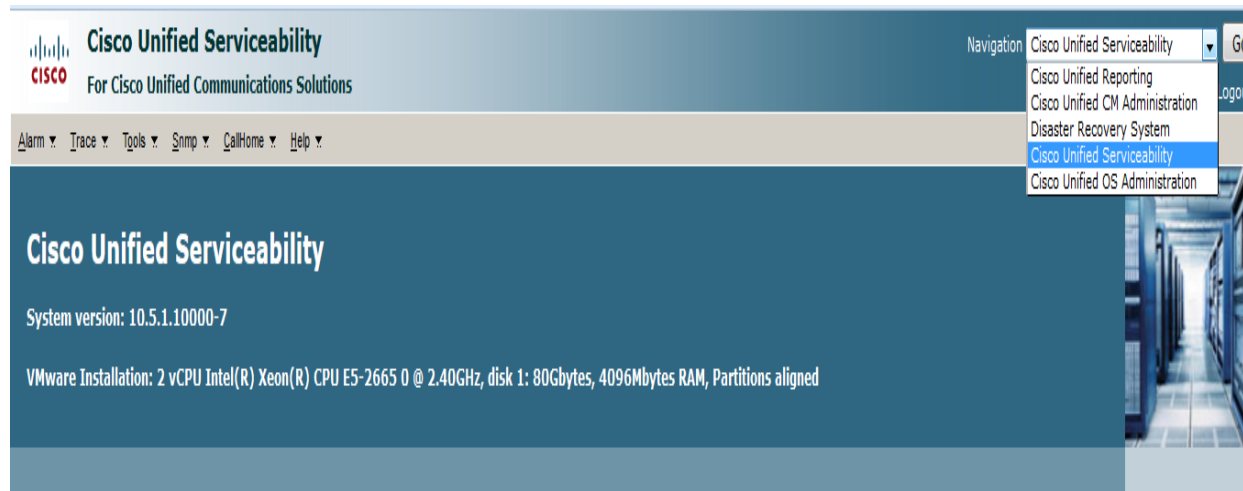 Cisco Unified Serviceability
CISCO
For Cisco Unified Communications Solutions
Navigation Cisco Unified Serviceability
Cisco Unified Reporting
Cisco Unified CM Administration
Disaster Recovery System
Cisco Unified Serviceability
Cisco Unified OS Administration
Alarm Trace Tools Snmp CallHome Help
Cisco Unified Serviceability
System version: 10.5.1.10000-7
VMware Installation: 2 vCPU Intel(R) Xeon(R) CPU E5-2665 0 @ 2.40GHz, disk 1: 80Gbytes, 4096Mbytes RAM, Partitions aligned